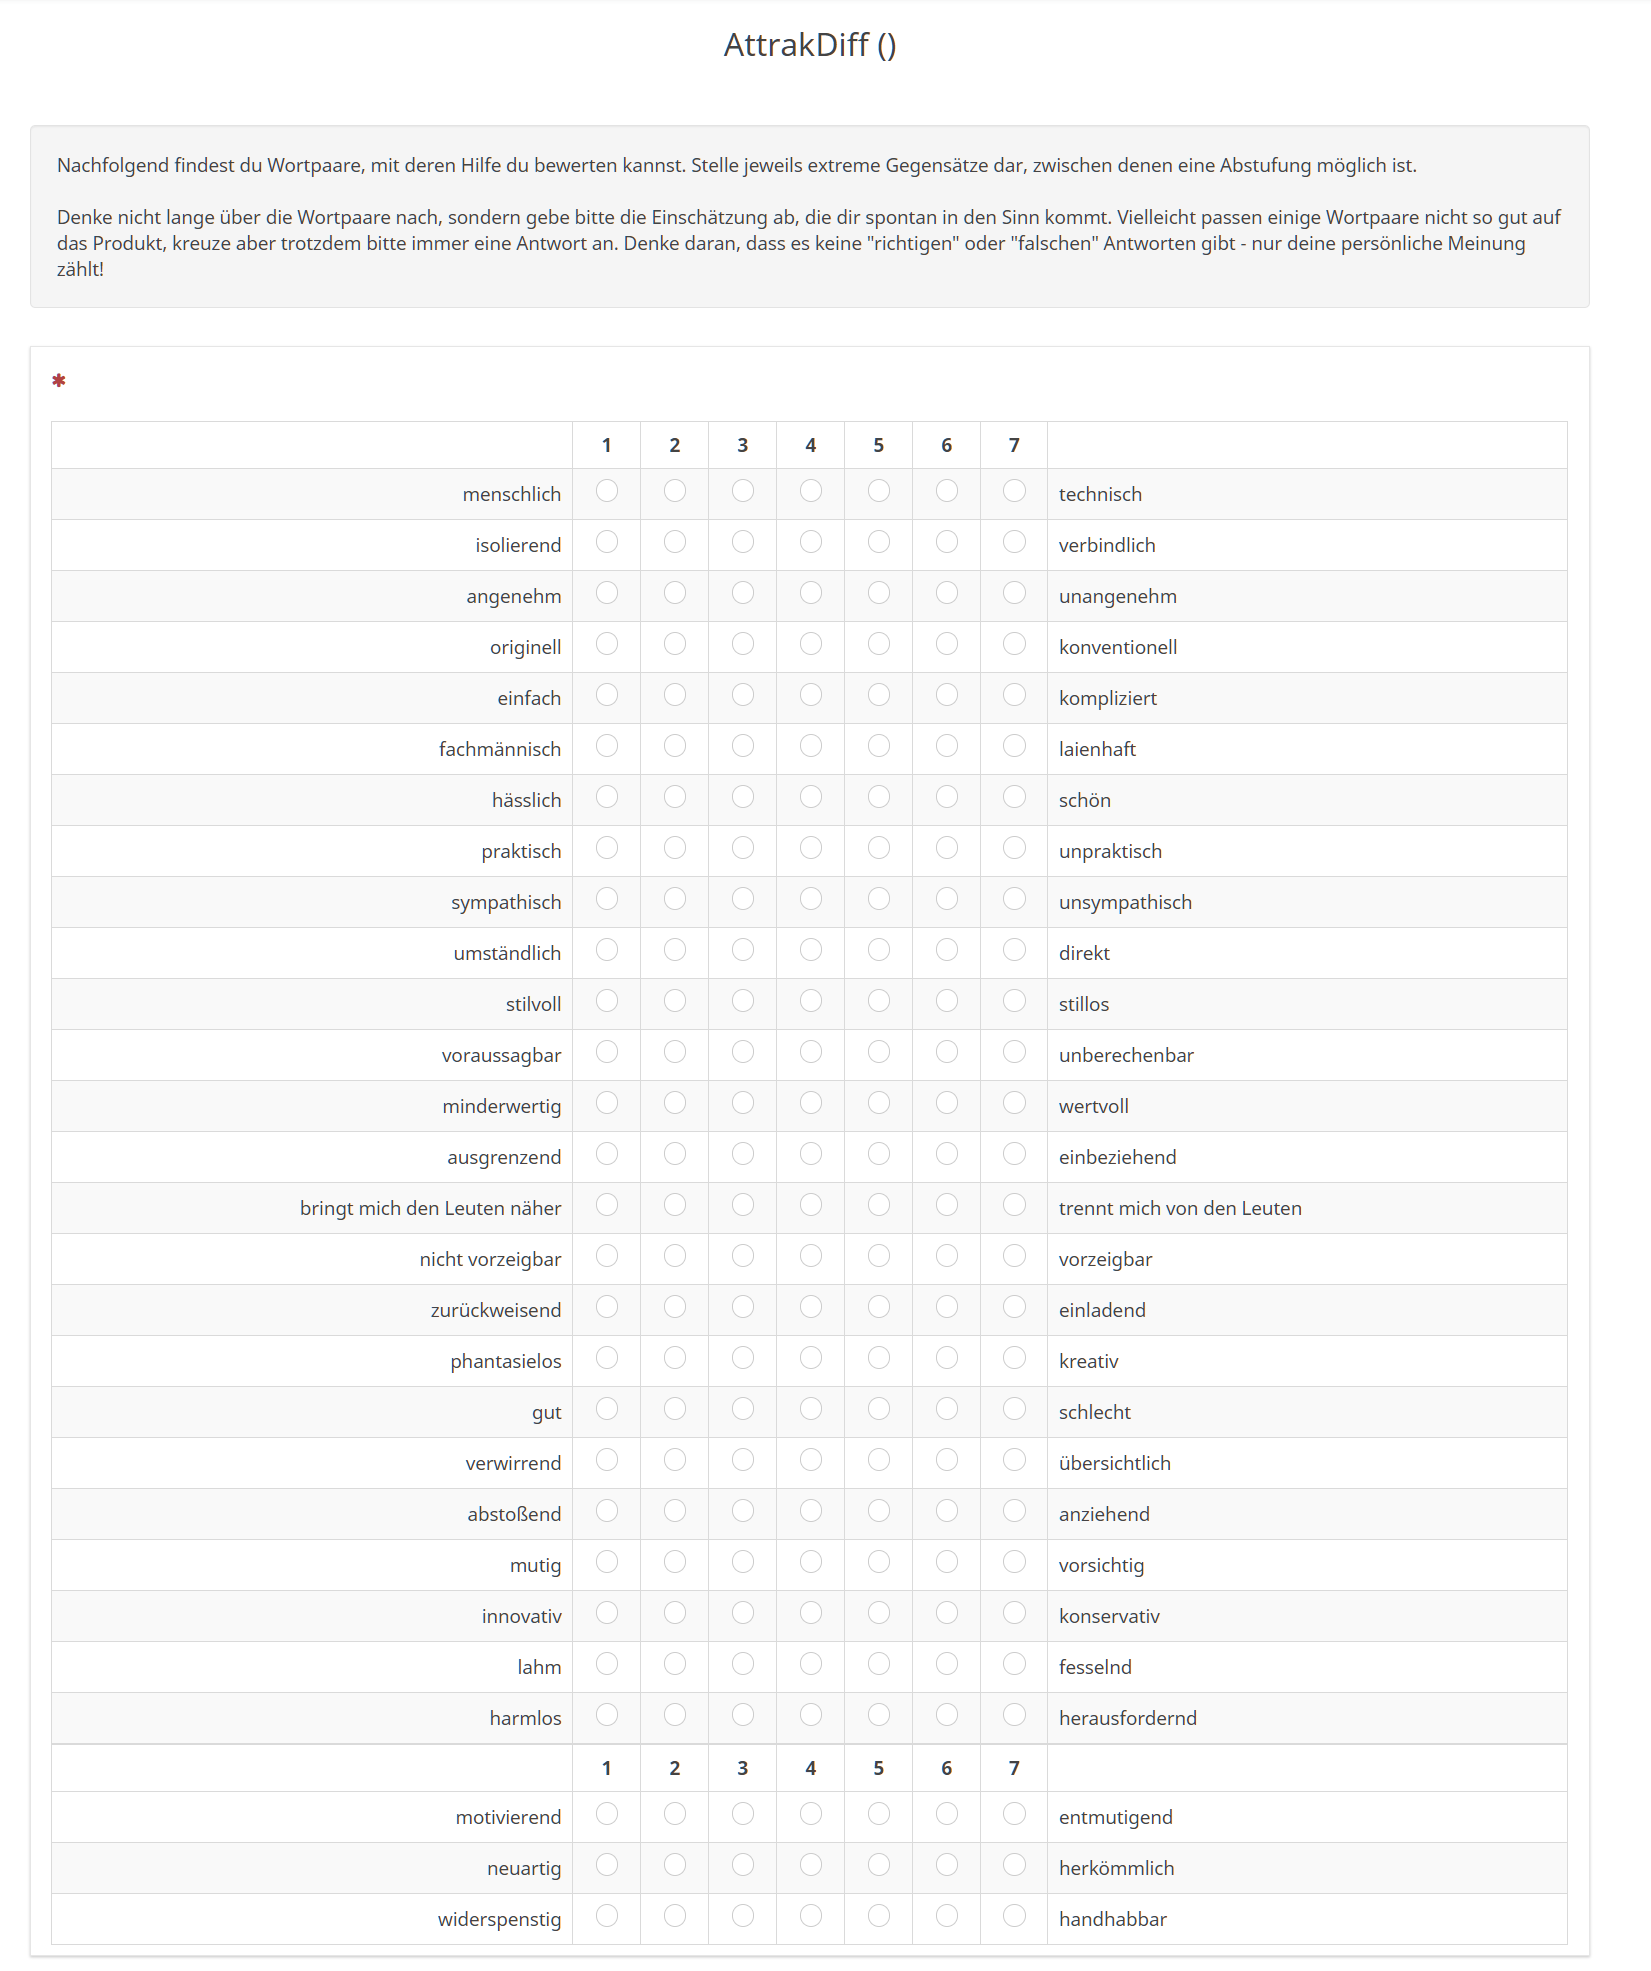 AttrakDiff ()
Nachfolgend findest du Wortpaare, mit deren Hilfe du bewerten kannst. Stelle jeweils extreme Gegensätze dar, zwischen denen eine Abstufung möglich ist.
Denke nicht lange über die Wortpaare nach, sondern gebe bitte die Einschätzung ab, die dir spontan in den Sinn kommt. Vielleicht passen einige Wortpaare nicht so gut auf
das Produkt, kreuze aber trotzdem bitte immer eine Antwort an. Denke daran, dass es keine "richtigen" oder "falschen" Antworten gibt - nur deine persönliche Meinung
zählt!
*
1 2 3 4 5 6 7
menschlich technisch
isolierend verbindlich
angenehm unangenehm
originell konventionell
einfach kompliziert
fachmännisch laienhaft
hässlich schön
praktisch unpraktisch
sympathisch unsympathisch
umständlich direkt
stilvoll stillos
voraussagbar unberechenbar
minderwertig wertvoll
ausgrenzend einbeziehend
bringt mich den Leuten näher trennt mich von den Leuten
nicht vorzeigbar vorzeigbar
zurückweisend einladend
phantasielos kreativ
gut schlecht
verwirrend übersichtlich
abstoßend anziehend
mutig vorsichtig
innovativ konservativ
lahm fesselnd
harmlos herausfordernd
1 2 3 4 5 6 7
motivierend entmutigend
neuartig herkömmlich
widerspenstig handhabbar